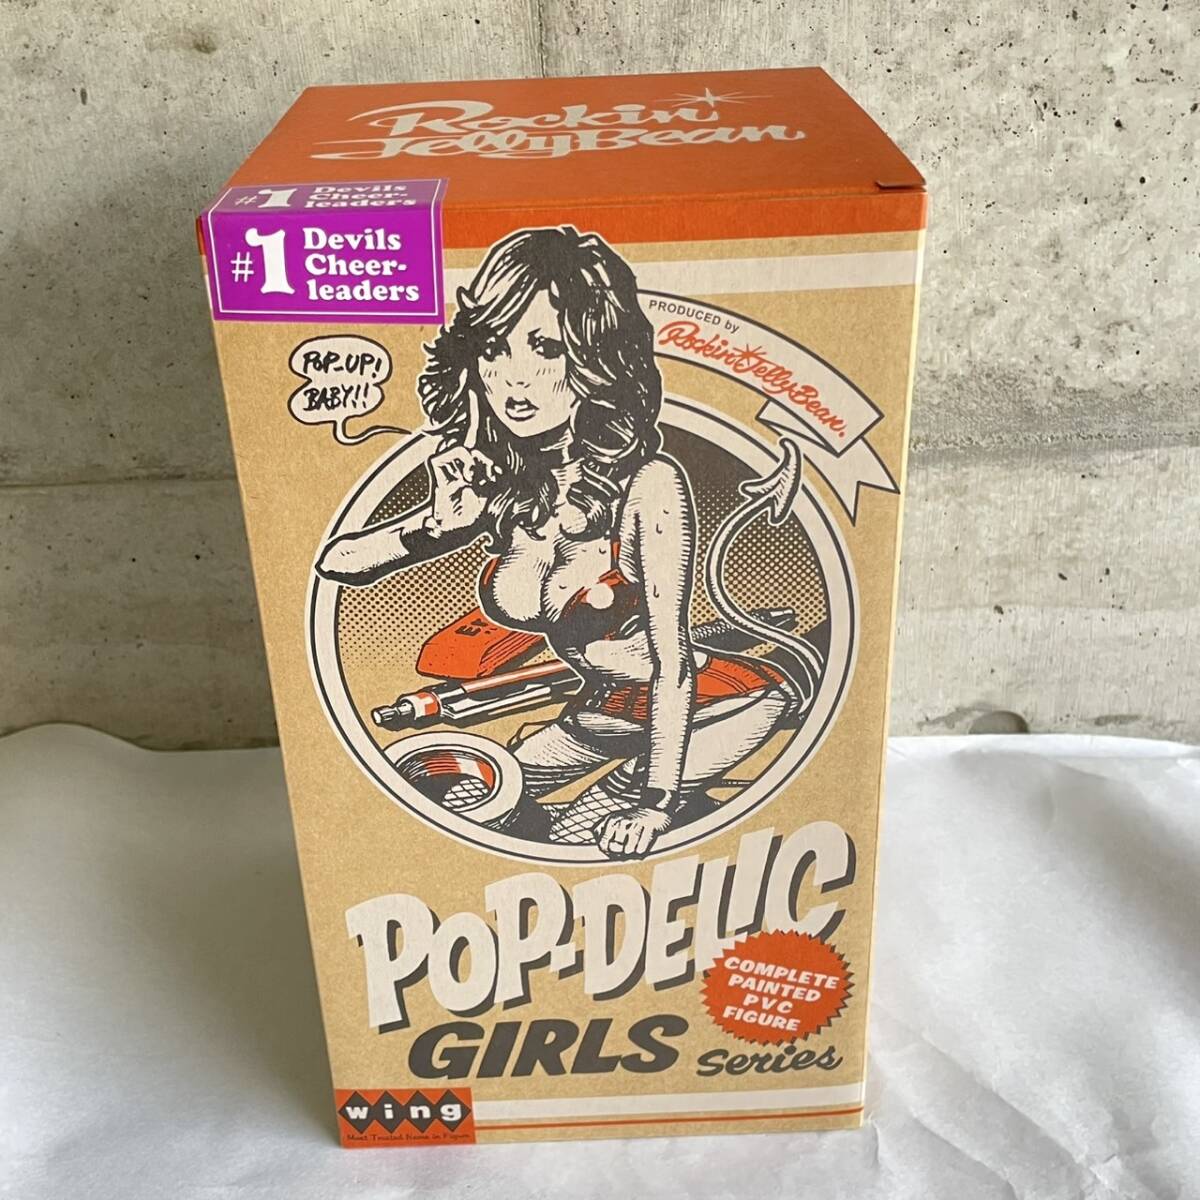 Rockin'
JellyBean
#1 Devils
Cheer-
leaders
#1 Devils
Cheer-
leaders
POP-UP!
BABY!!
PRODUCED by
Rockin'JellyBean.
POP-DELIC
GIRLS series
COMPLETE
PAINTED
PVC
FIGURE
wing
Most Trusted Name in Figure